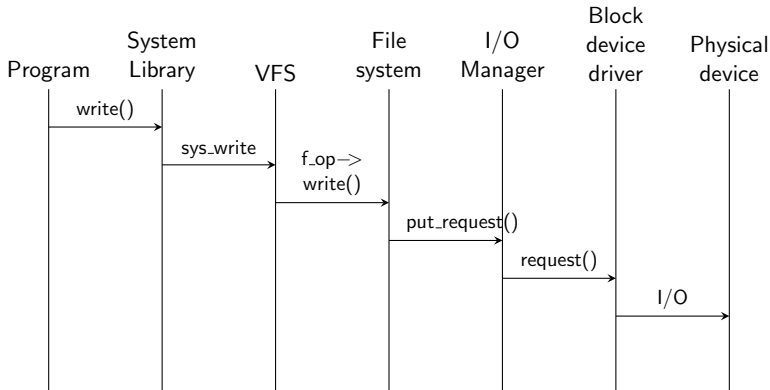 Program
System
Library
VFS
File
system
I/O
Manager
Block
device
driver
Physical
device
write()
sys_write
f_op->
write()
put_request()
request()
I/O